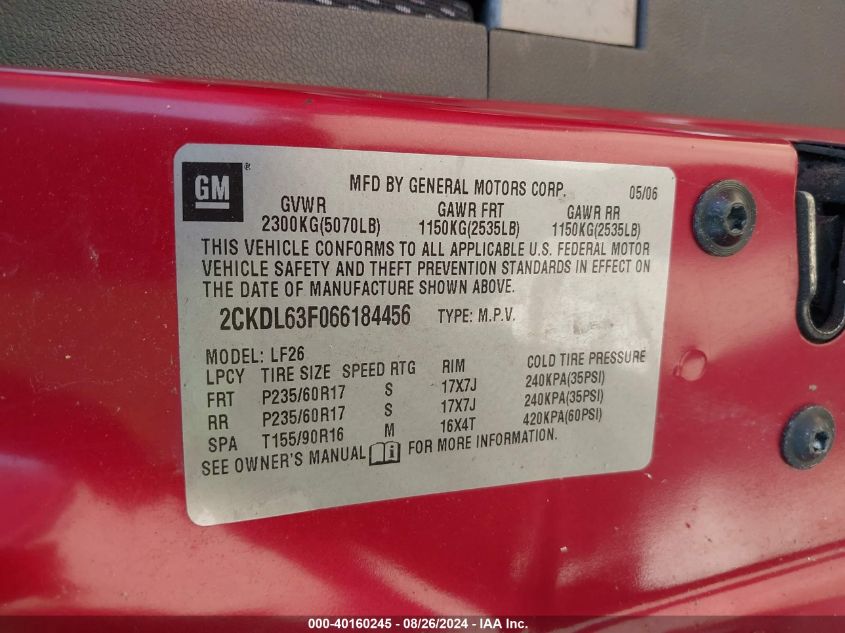 GM
®
MFD BY GENERAL MOTORS CORP. 05/06
GVWR GAWR FRT GAWR RR
2300KG(5070LB) 1150KG(2535LB) 1150KG(2535LB)
THIS VEHICLE CONFORMS TO ALL APPLICABLE U.S. FEDERAL MOTOR
VEHICLE SAFETY AND THEFT PREVENTION STANDARDS IN EFFECT ON
THE DATE OF MANUFACTURE SHOWN ABOVE.
2CKDL63F066184456 TYPE: M.P.V.
MODEL: LF26
LPCY TIRE SIZE SPEED RTG RIM COLD TIRE PRESSURE
FRT P235/60R17 S 17X7J 240KPA(35PSI)
RR P235/60R17 S 17X7J 240KPA(35PSI)
SPA T155/90R16 M 16X4T 420KPA(60PSI)
SEE OWNER'S MANUAL i FOR MORE INFORMATION.
000-40160245 - 08/26/2024 - IAA Inc.